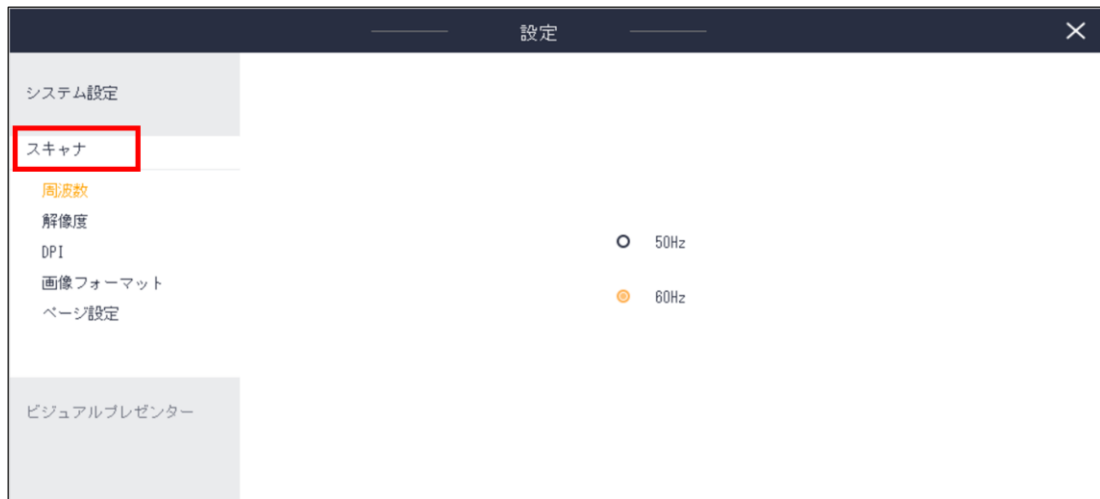 設定
システム設定
スキャナ
周波数
解像度
DPI
画像フォーマット
ページ設定
ビジュアルプレゼンター
50Hz
60Hz